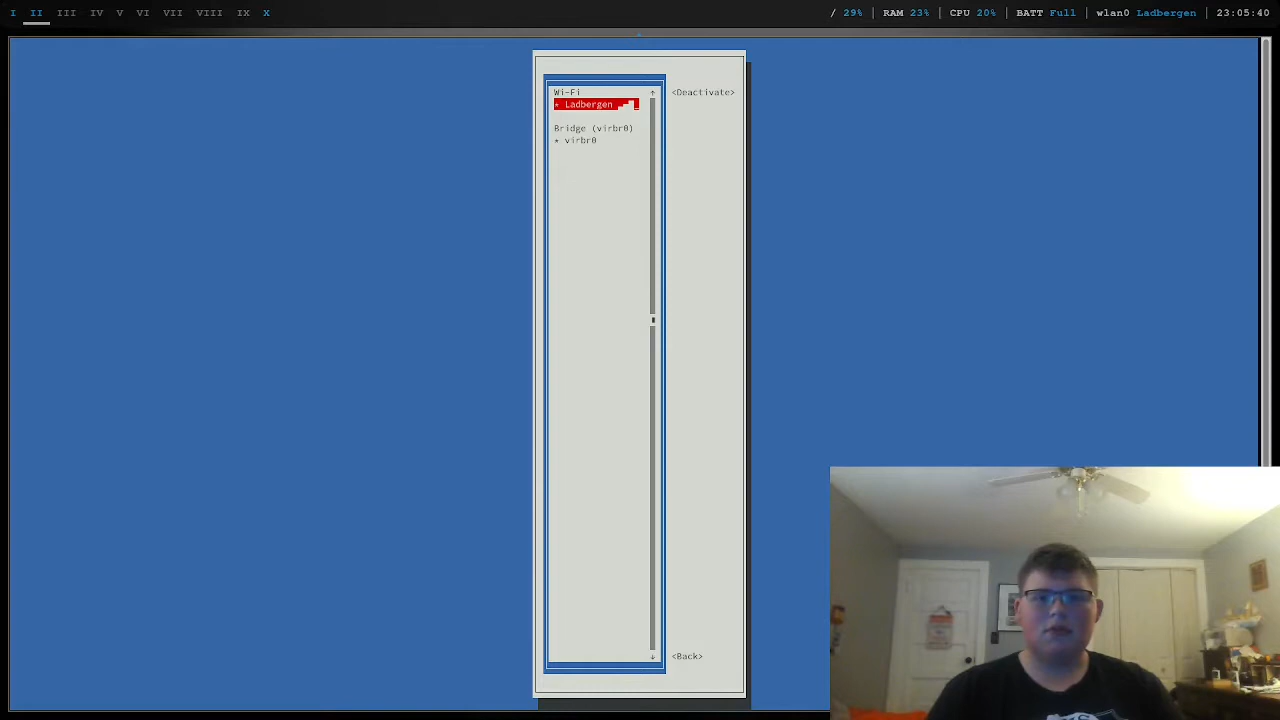 I II III IV V VI VII VIII IX X
/ 29% | RAM 23% | CPU 20% | BATT Full | wlan0 Ladbergen | 23:05:40
Wi-Fi
* Ladbergen
Bridge (virbr0)
* virbr0
<Deactivate>
<Back>